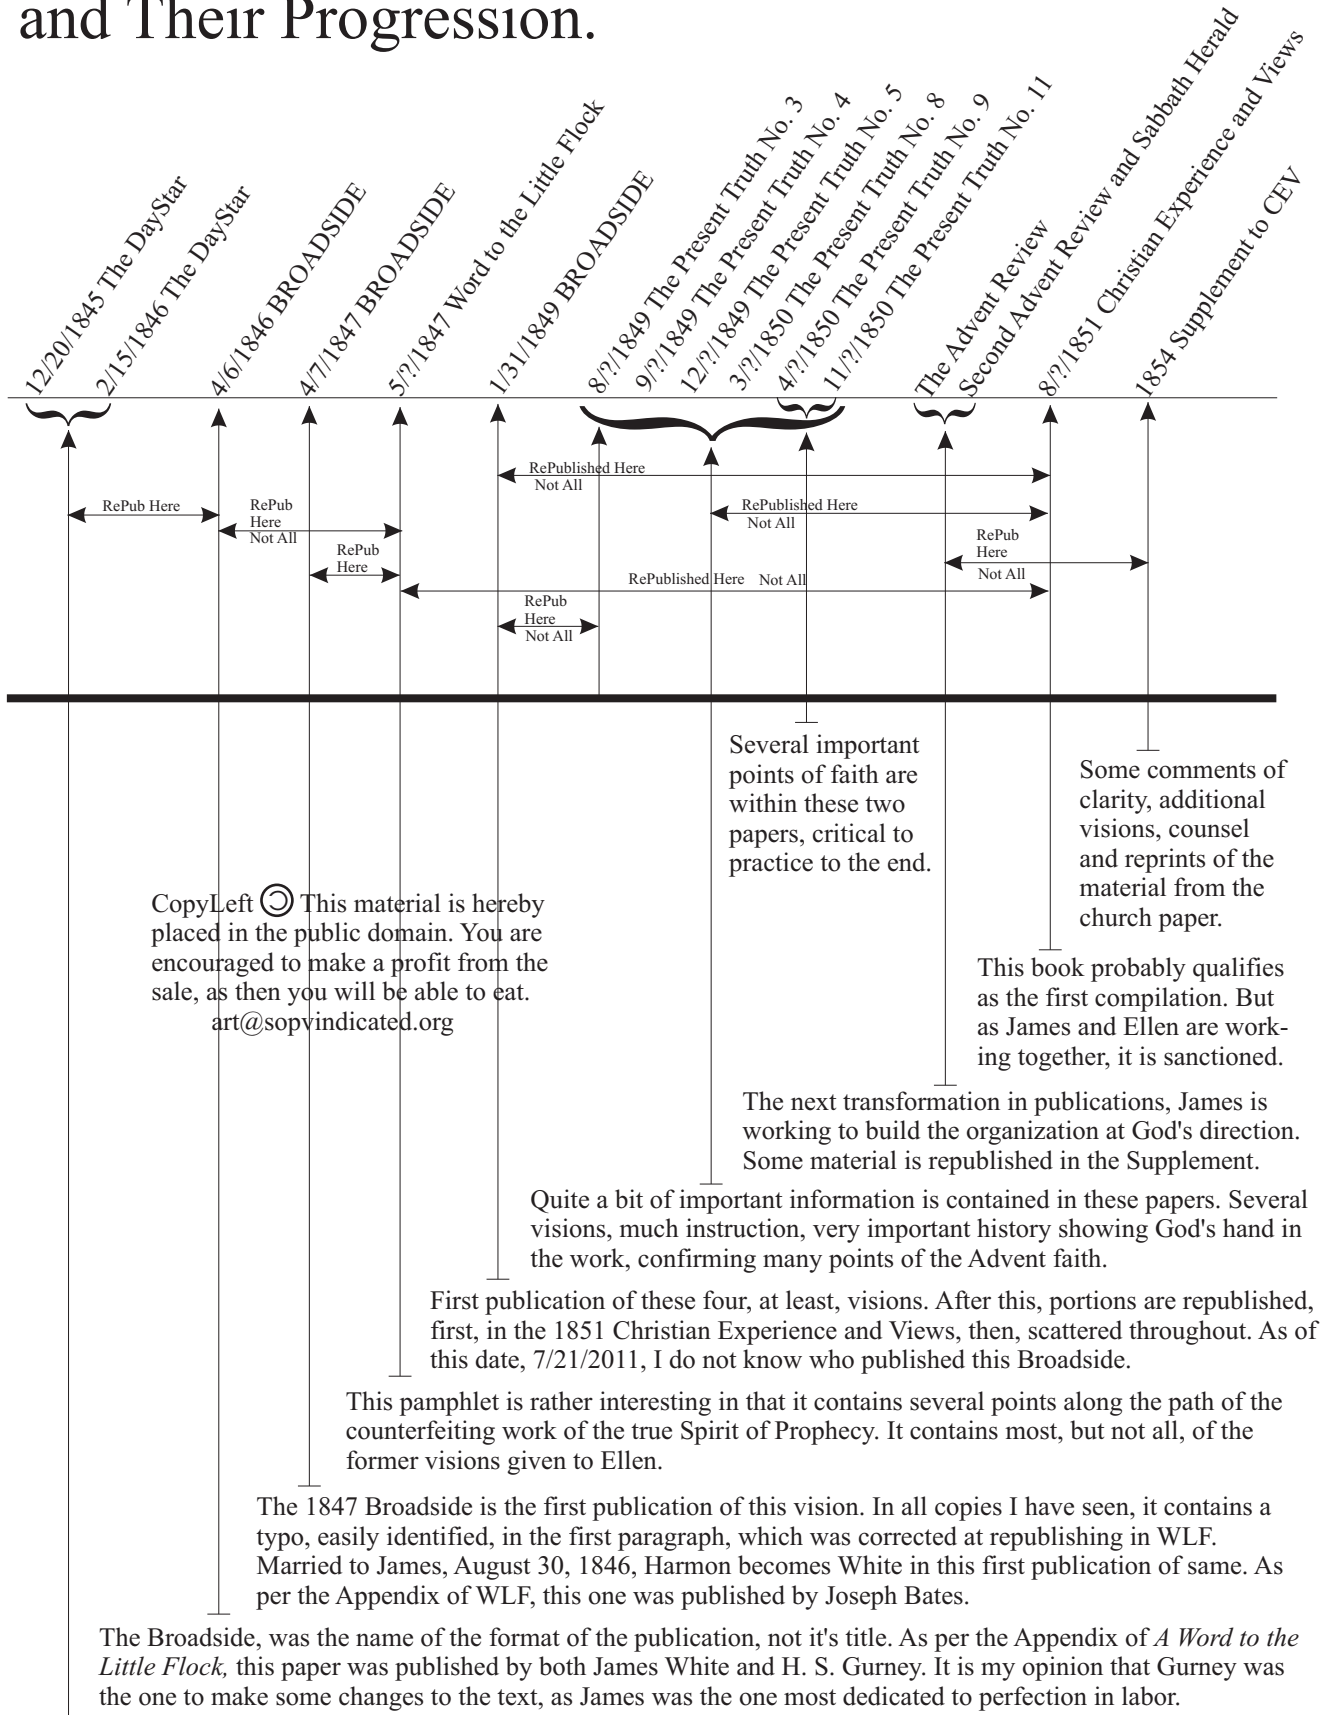 and Their Progression.
12/20/1845 The DayStar
2/15/1846 The DayStar
4/6/1846 BROADSIDE
4/7/1847 BROADSIDE
5/?/1847 Word to the Little Flock
1/31/1849 BROADSIDE
8/?/1849 The Present Truth No. 3
9/?/1849 The Present Truth No. 4
12/?/1849 The Present Truth No. 5
3/?/1850 The Present Truth No. 8
4/?/1850 The Present Truth No. 9
11/?/1850 The Present Truth No. 11
The Advent Review
Second Advent Review and Sabbath Herald
8/?/1851 Christian Experience and Views
1854 Supplement to CEV
RePublished Here
Not All
RePub Here
RePub
Here
Not All
RePublished Here
Not All
RePub
Here
RePub
Here
Not All
RePublished Here Not All
RePub
Here
Not All
Several important
points of faith are
within these two
papers, critical to
practice to the end.
Some comments of
clarity, additional
visions, counsel
and reprints of the
material from the
church paper.
CopyLeft This material is hereby
placed in the public domain. You are
encouraged to make a profit from the
sale, as then you will be able to eat.
art@sopvindicated.org
This book probably qualifies
as the first compilation. But
as James and Ellen are work-
ing together, it is sanctioned.
The next transformation in publications, James is
working to build the organization at God's direction.
Some material is republished in the Supplement.
Quite a bit of important information is contained in these papers. Several
visions, much instruction, very important history showing God's hand in
the work, confirming many points of the Advent faith.
First publication of these four, at least, visions. After this, portions are republished,
first, in the 1851 Christian Experience and Views, then, scattered throughout. As of
this date, 7/21/2011, I do not know who published this Broadside.
This pamphlet is rather interesting in that it contains several points along the path of the
counterfeiting work of the true Spirit of Prophecy. It contains most, but not all, of the
former visions given to Ellen.
The 1847 Broadside is the first publication of this vision. In all copies I have seen, it contains a
typo, easily identified, in the first paragraph, which was corrected at republishing in WLF.
Married to James, August 30, 1846, Harmon becomes White in this first publication of same. As
per the Appendix of WLF, this one was published by Joseph Bates.
The Broadside, was the name of the format of the publication, not it's title. As per the Appendix of A Word to the
Little Flock, this paper was published by both James White and H. S. Gurney. It is my opinion that Gurney was
the one to make some changes to the text, as James was the one most dedicated to perfection in labor.